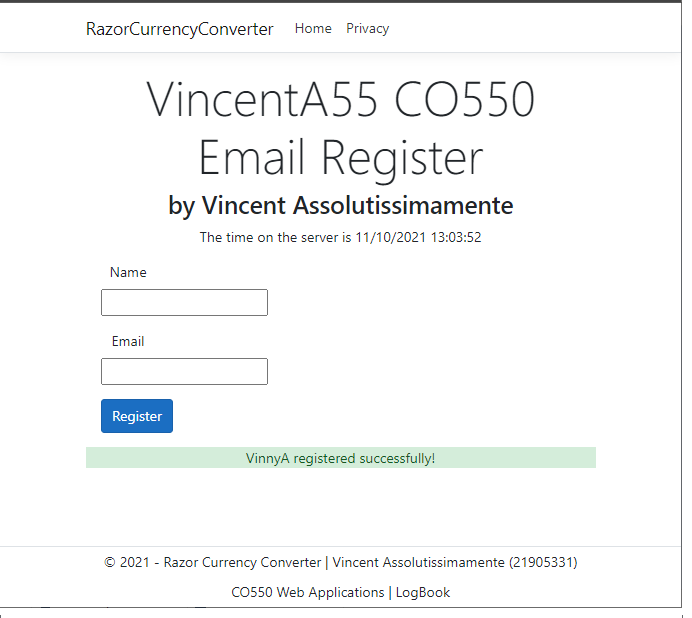 RazorCurrencyConverter Home Privacy
VincentA55 CO550
Email Register
by Vincent Assolutissimamente
The time on the server is 11/10/2021 13:03:52
Name
Email
Register
VinnyA registered successfully!
© 2021 - Razor Currency Converter | Vincent Assolutissimamente (21905331)
CO550 Web Applications | LogBook